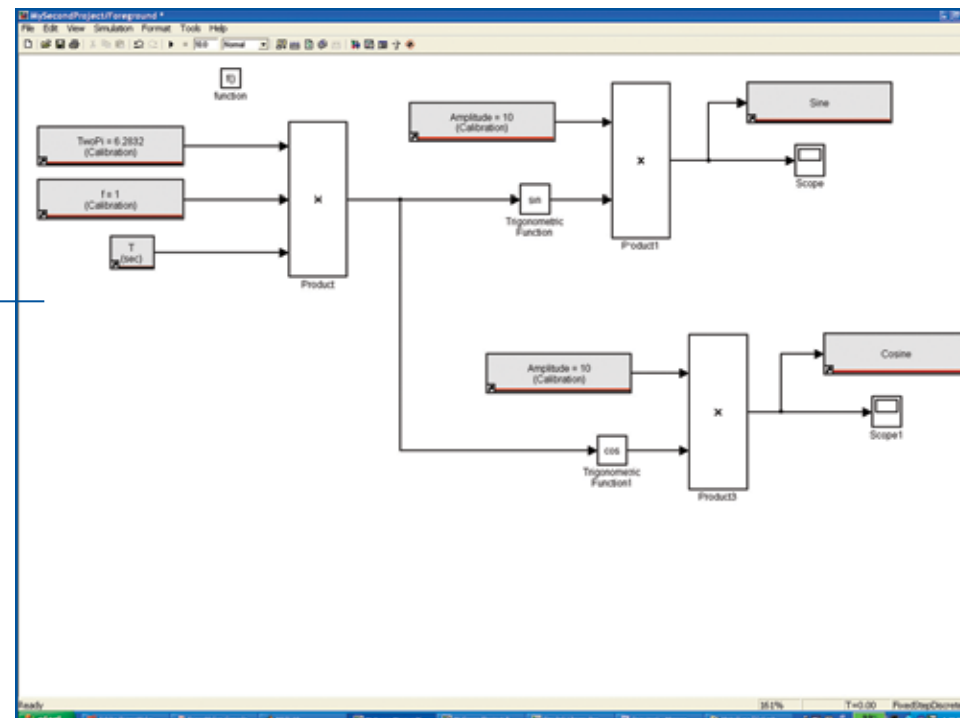 MySecondProject/Foreground *
File Edit View Simulation Format Tools Help
10.0 Normal
f()
function
TwoPi = 6.2832
(Calibration)
f = 1
(Calibration)
T
(sec)
Product
Amplitude = 10
(Calibration)
sin
Trigonometric
Function
Product1
Sine
Scope
Amplitude = 10
(Calibration)
cos
Trigonometric
Function1
Product3
Cosine
Scope1
Ready 161% T=0.00 FixedStepDiscrete